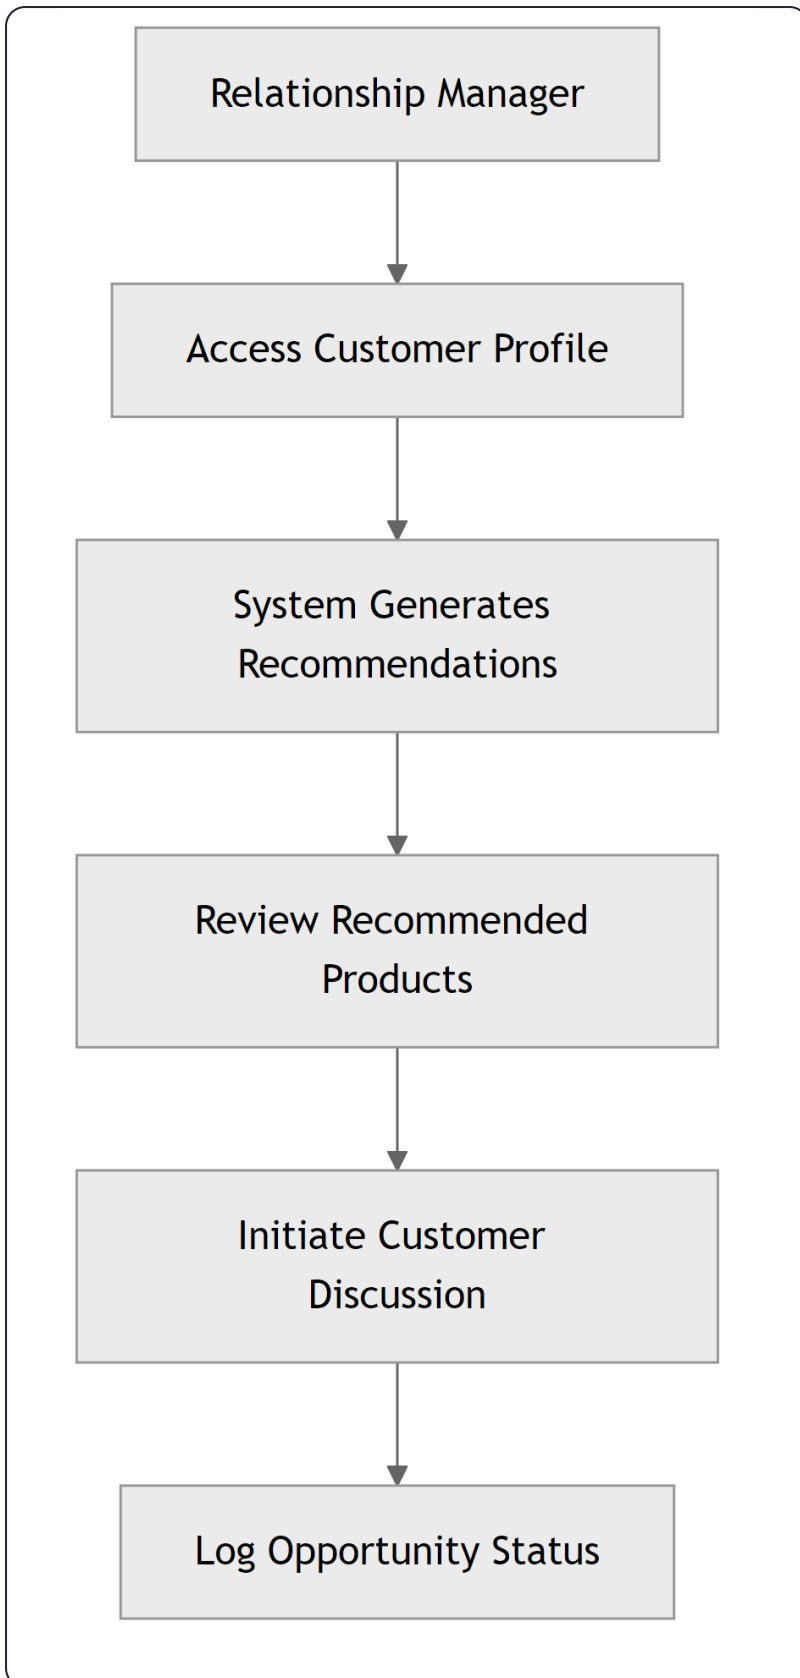 Relationship Manager
Access Customer Profile
System Generates
Recommendations
Review Recommended
Products
Initiate Customer
Discussion
Log Opportunity Status